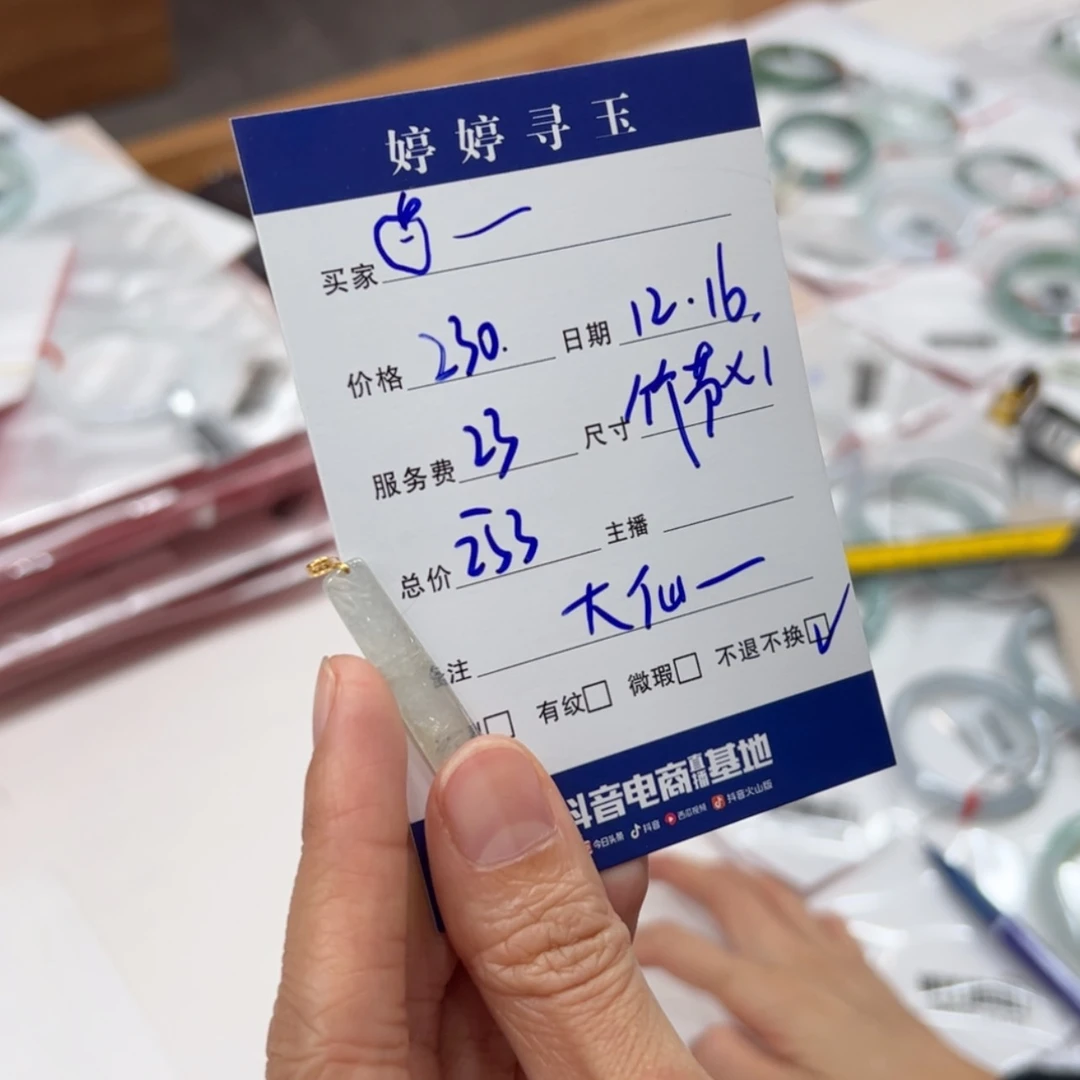 婷婷寻玉
买家
价格 230. 日期 12.16.
服务费 23 尺寸 竹节x1
总价 253 主播
备注 大仙一
有纹□ 微瑕□ 不退不换☑
抖音电商直播基地
今日头条 抖音 西瓜视频 抖音火山版